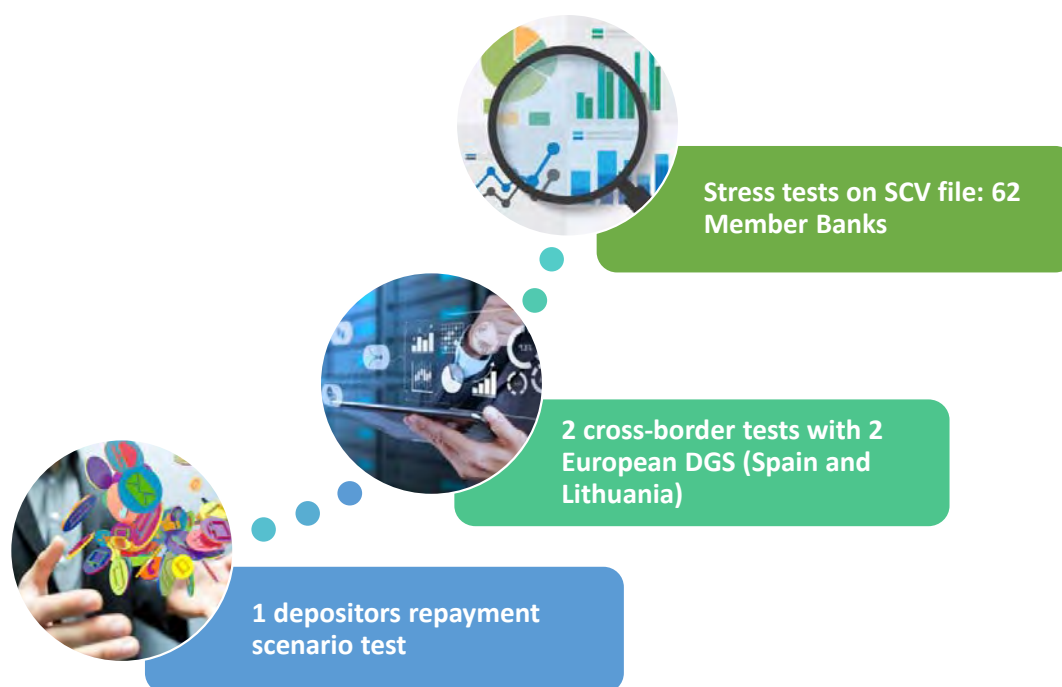 Stress tests on SCV file: 62
Member Banks
2 cross-border tests with 2
European DGS (Spain and
Lithuania)
1 depositors repayment
scenario test